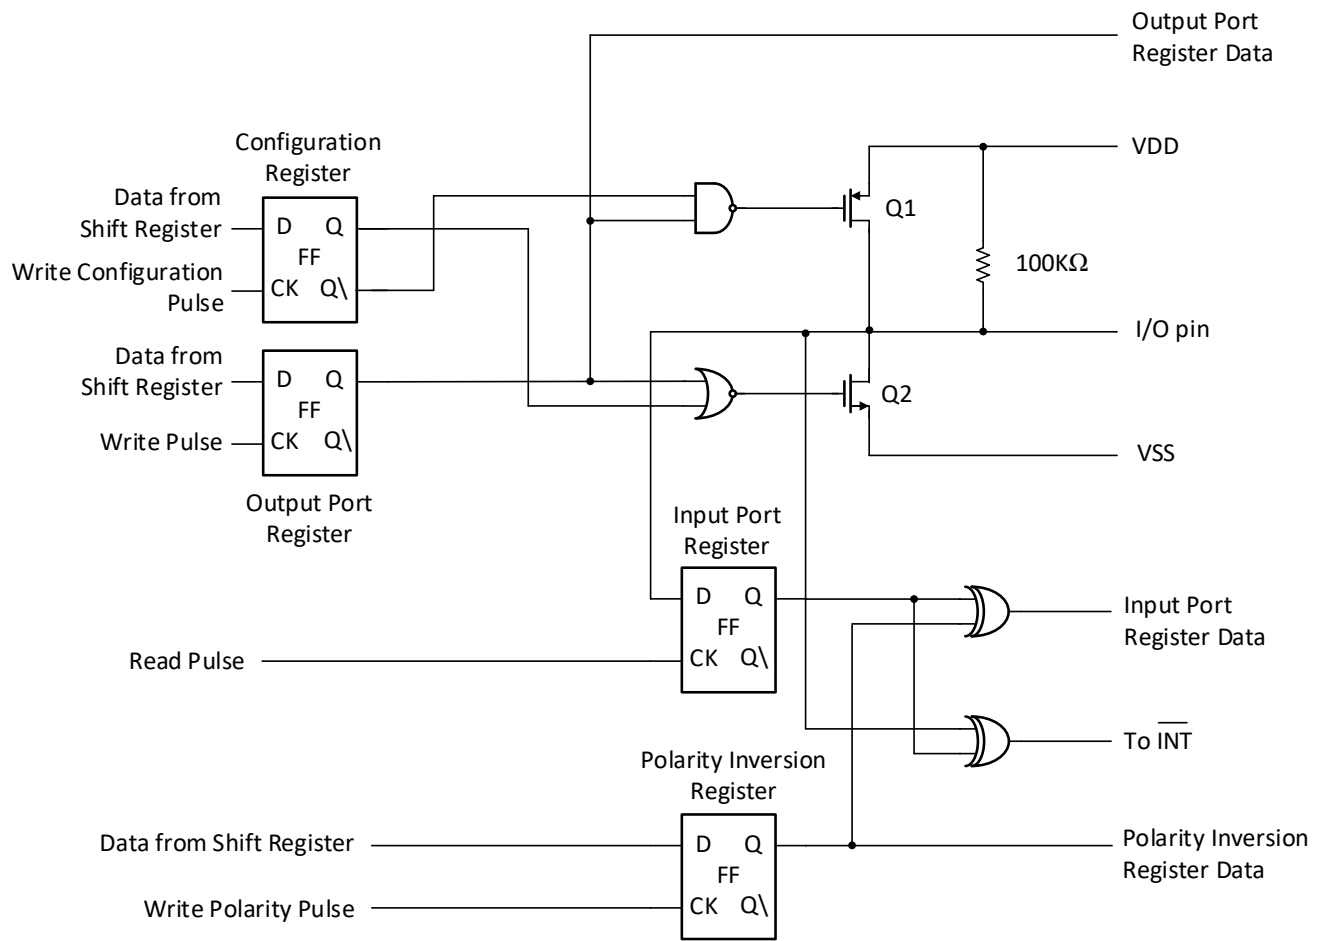 Output Port
Register Data
Configuration
Register
VDD
Data from
Shift Register
D Q
FF
CK Q\
Q1
Write Configuration
Pulse
100KΩ
I/O pin
Data from
Shift Register
D Q
FF
CK Q\
Q2
Write Pulse
VSS
Output Port
Register
Input Port
Register
D Q
FF
CK Q\
Input Port
Register Data
Read Pulse
To INT
Polarity Inversion
Register
Data from Shift Register
D Q
FF
CK Q\
Polarity Inversion
Register Data
Write Polarity Pulse